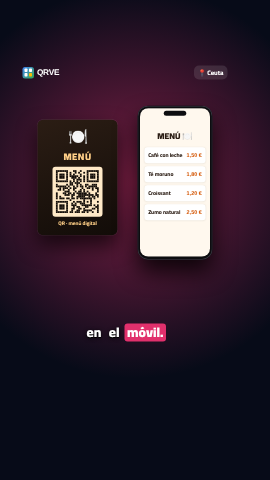 QRVE
Ceuta
MENÚ
QR · menú digital
MENÚ
Café con leche 1,50 €
Té moruno 1,80 €
Croissant 1,20 €
Zumo natural 2,50 €
en el móvil.